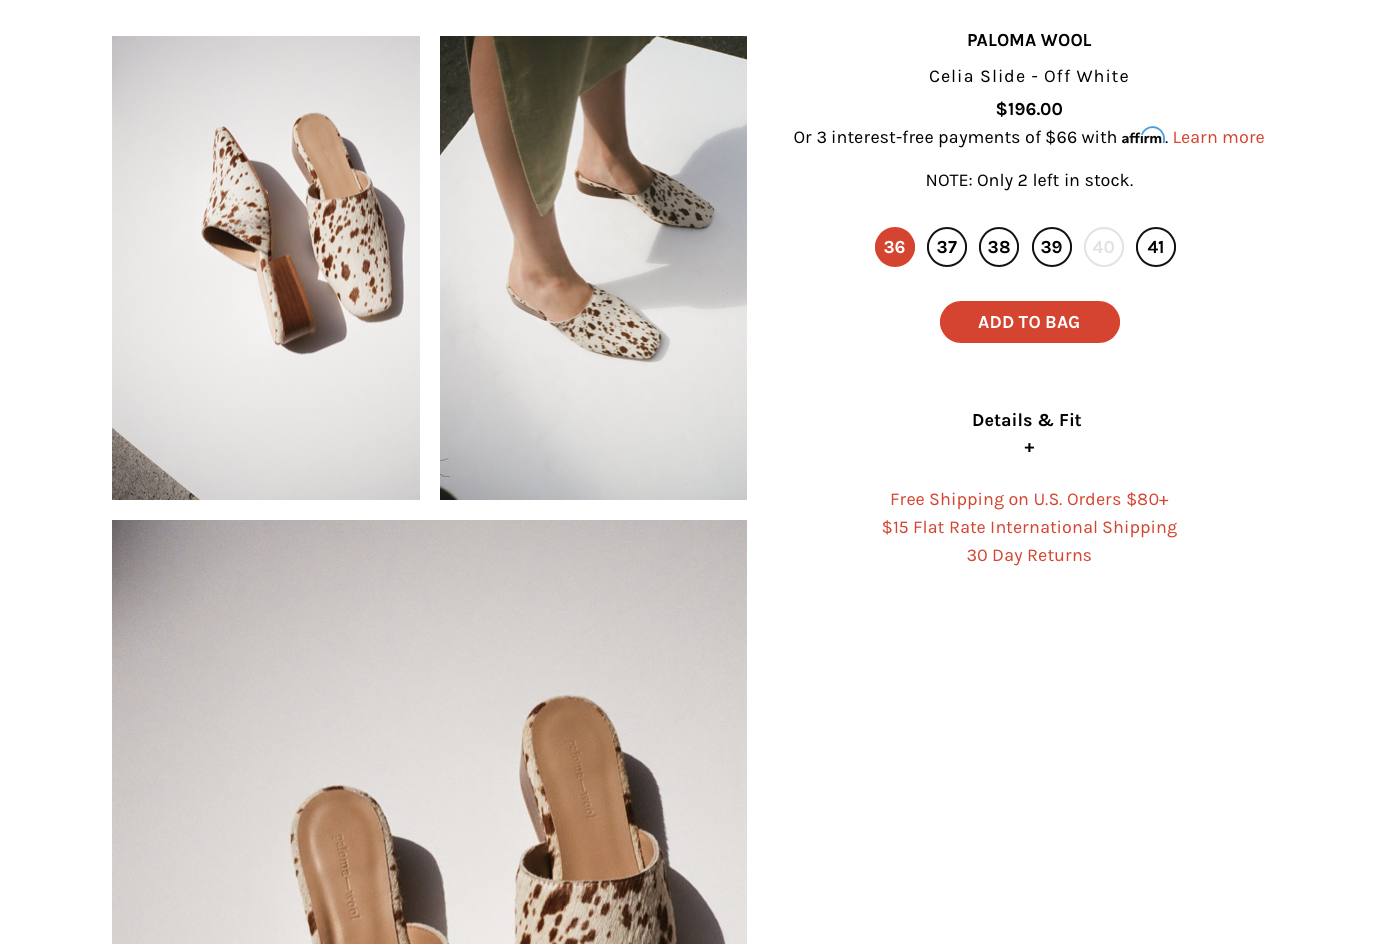 PALOMA WOOL
Celia Slide - Off White
$196.00
Or 3 interest-free payments of $66 with affirm. Learn more
NOTE: Only 2 left in stock.
36 37 38 39 40 41
ADD TO BAG
Details & Fit
+
Free Shipping on U.S. Orders $80+
$15 Flat Rate International Shipping
30 Day Returns
paloma—wool
paloma—wool